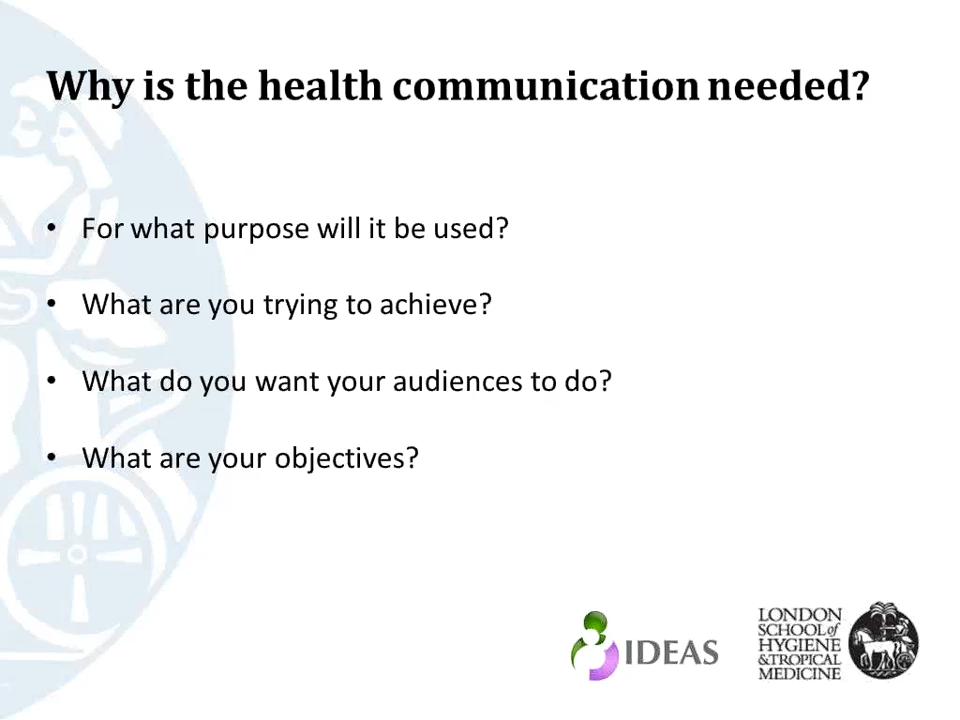 Why is the health communication needed?
• For what purpose will it be used?
• What are you trying to achieve?
• What do you want your audiences to do?
• What are your objectives?
IDEAS
LONDON
SCHOOL of
HYGIENE
& TROPICAL
MEDICINE